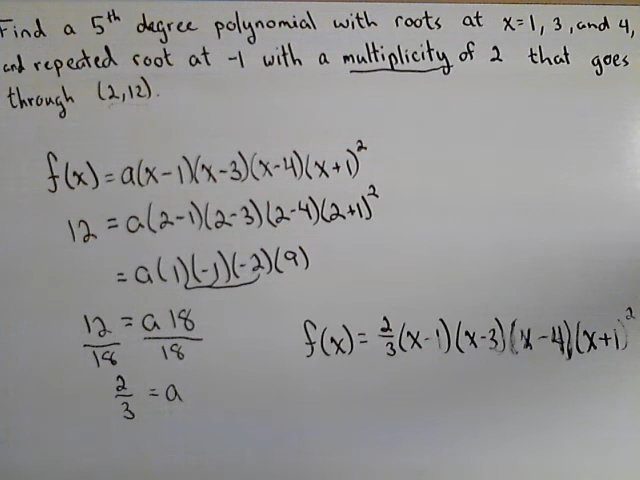 Find a 5th degree polynomial with roots at x=1, 3, and 4,
and repeated root at -1 with a multiplicity of 2 that goes
through (2,12).
f(x)=a(x-1)(x-3)(x-4)(x+1)²
12 = a(2-1)(2-3)(2-4)(2+1)²
= a(1)(-1)(-2)(9)
12/18 = a 18/18
2/3 = a
f(x)= 2/3(x-1)(x-3)(x-4)(x+1)²